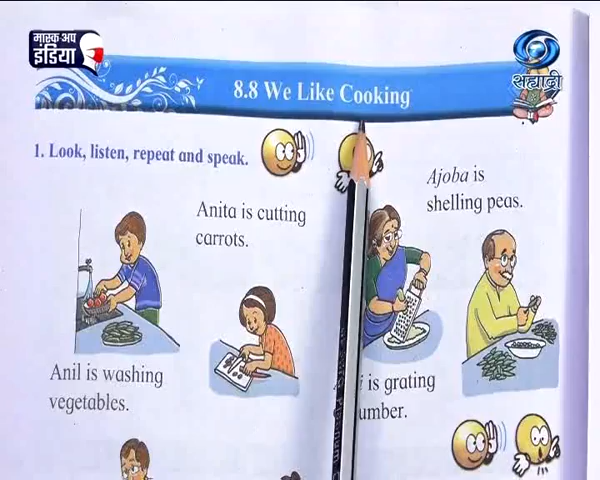 मास्क अप
इंडिया
सह्याद्री
8.8 We Like Cooking
1. Look, listen, repeat and speak.
Anita is cutting
carrots.
Ajoba is
shelling peas.
Anil is washing
vegetables.
is grating